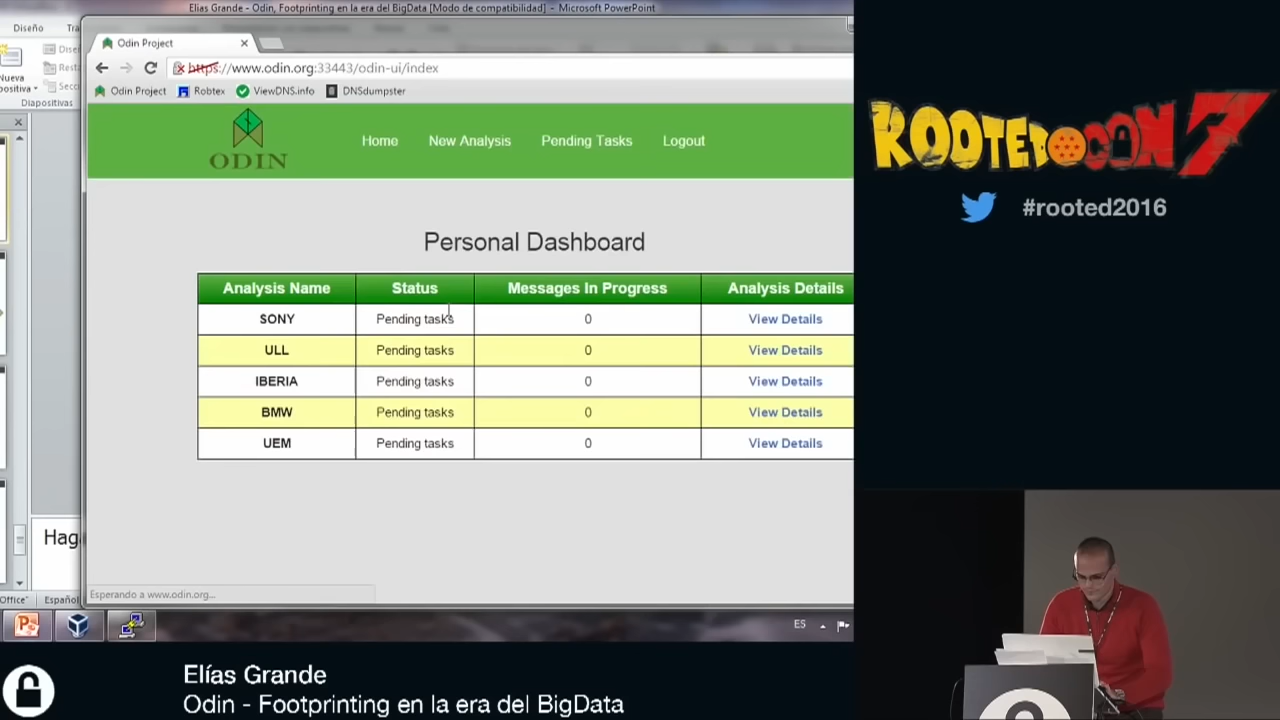 Elias Grande - Odin, Footprinting en la era del BigData [Modo de compatibilidad] - Microsoft PowerPoint
Diseño
Nueva
Diapositivas
Odin Project
https://www.odin.org:33443/odin-ui/index
Odin Project Robtex ViewDNS.info DNSdumpster
ODIN
Home New Analysis Pending Tasks Logout
Personal Dashboard
Analysis Name Status Messages In Progress Analysis Details
SONY Pending tasks 0 View Details
ULL Pending tasks 0 View Details
IBERIA Pending tasks 0 View Details
BMW Pending tasks 0 View Details
UEM Pending tasks 0 View Details
Esperando a www.odin.org...
Español
ES
ROOTED CON 7
#rooted2016
Elías Grande
Odin - Footprinting en la era del BigData